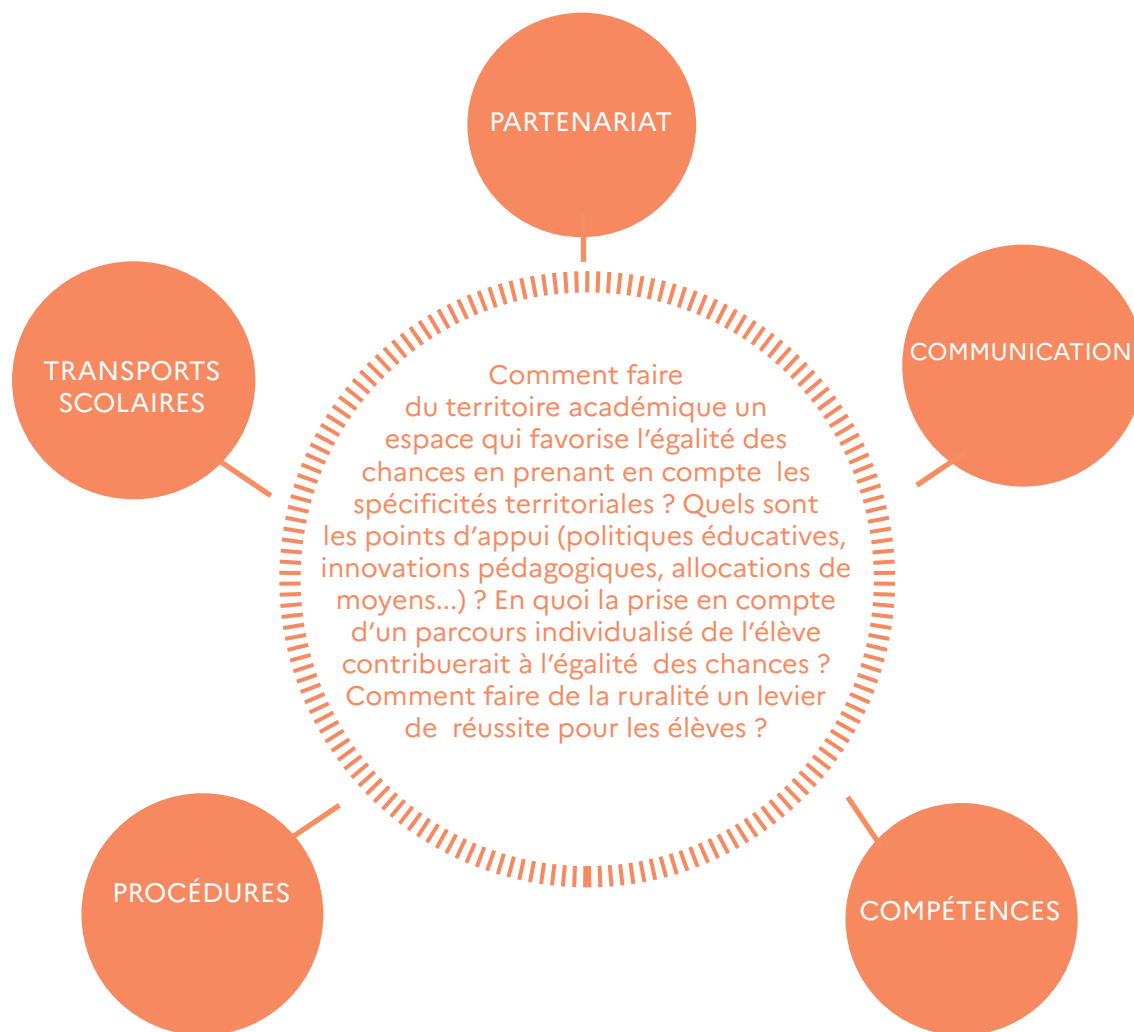 PARTENARIAT
COMMUNICATION
TRANSPORTS
SCOLAIRES
Comment faire
du territoire académique un
espace qui favorise l’égalité des
chances en prenant en compte les
spécificités territoriales ? Quels sont
les points d’appui (politiques éducatives,
innovations pédagogiques, allocations de
moyens...) ? En quoi la prise en compte
d’un parcours individualisé de l’élève
contribuerait à l’égalité des chances ?
Comment faire de la ruralité un levier
de réussite pour les élèves ?
PROCÉDURES
COMPÉTENCES